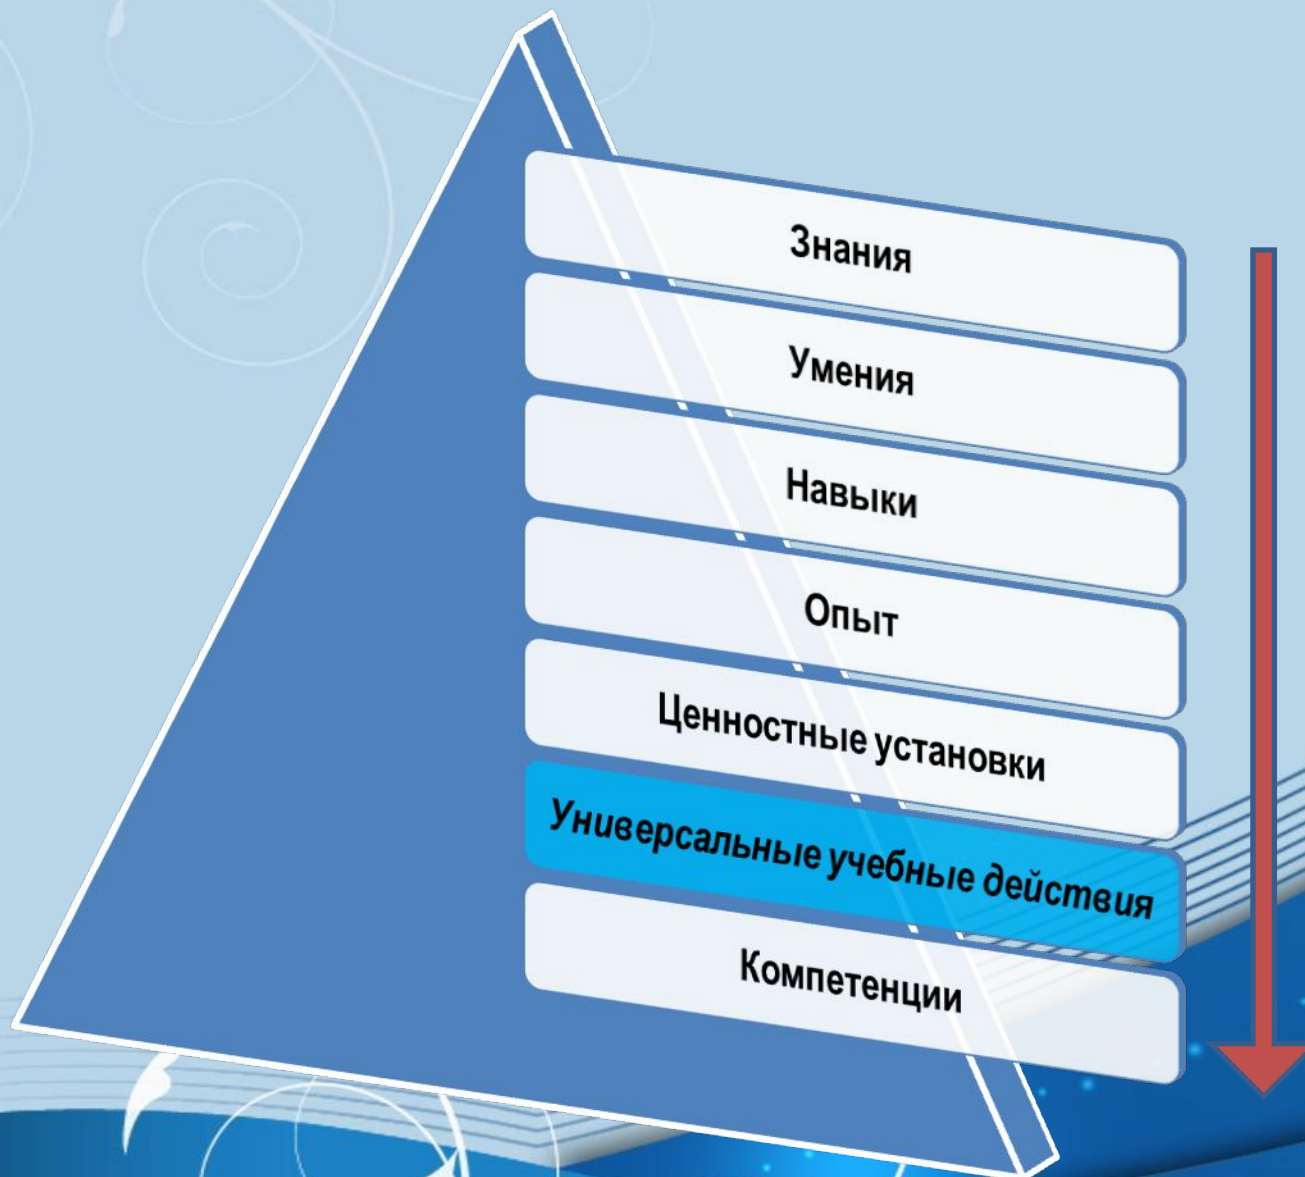 Знания
Умения
Навыки
Опыт
Ценностные установки
Универсальные учебные действия
Компетенции